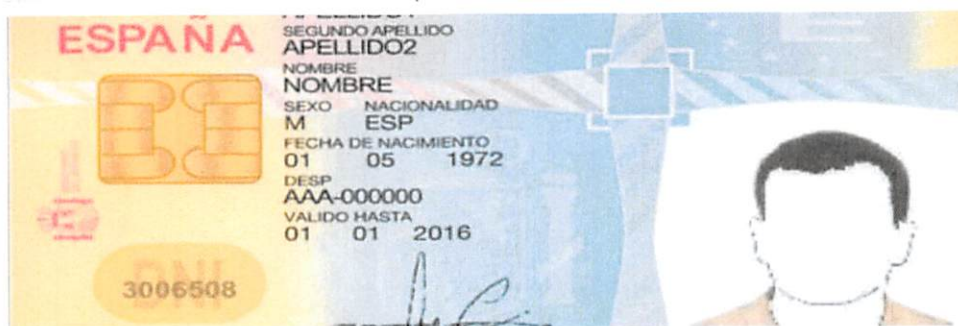 ESPAÑA
SEGUNDO APELLIDO
APELLIDO2
NOMBRE
NOMBRE
SEXO NACIONALIDAD
M ESP
FECHA DE NACIMIENTO
01 05 1972
DESP
AAA-000000
VALIDO HASTA
01 01 2016
DNI
3006508